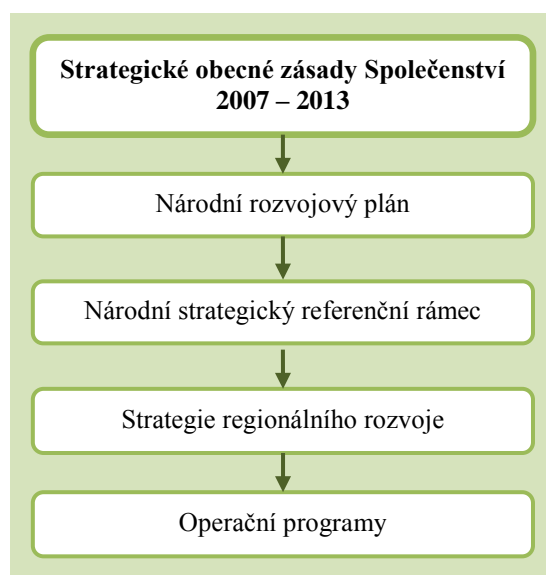 Strategické obecné zásady Společenství
2007 – 2013
Národní rozvojový plán
Národní strategický referenční rámec
Strategie regionálního rozvoje
Operační programy